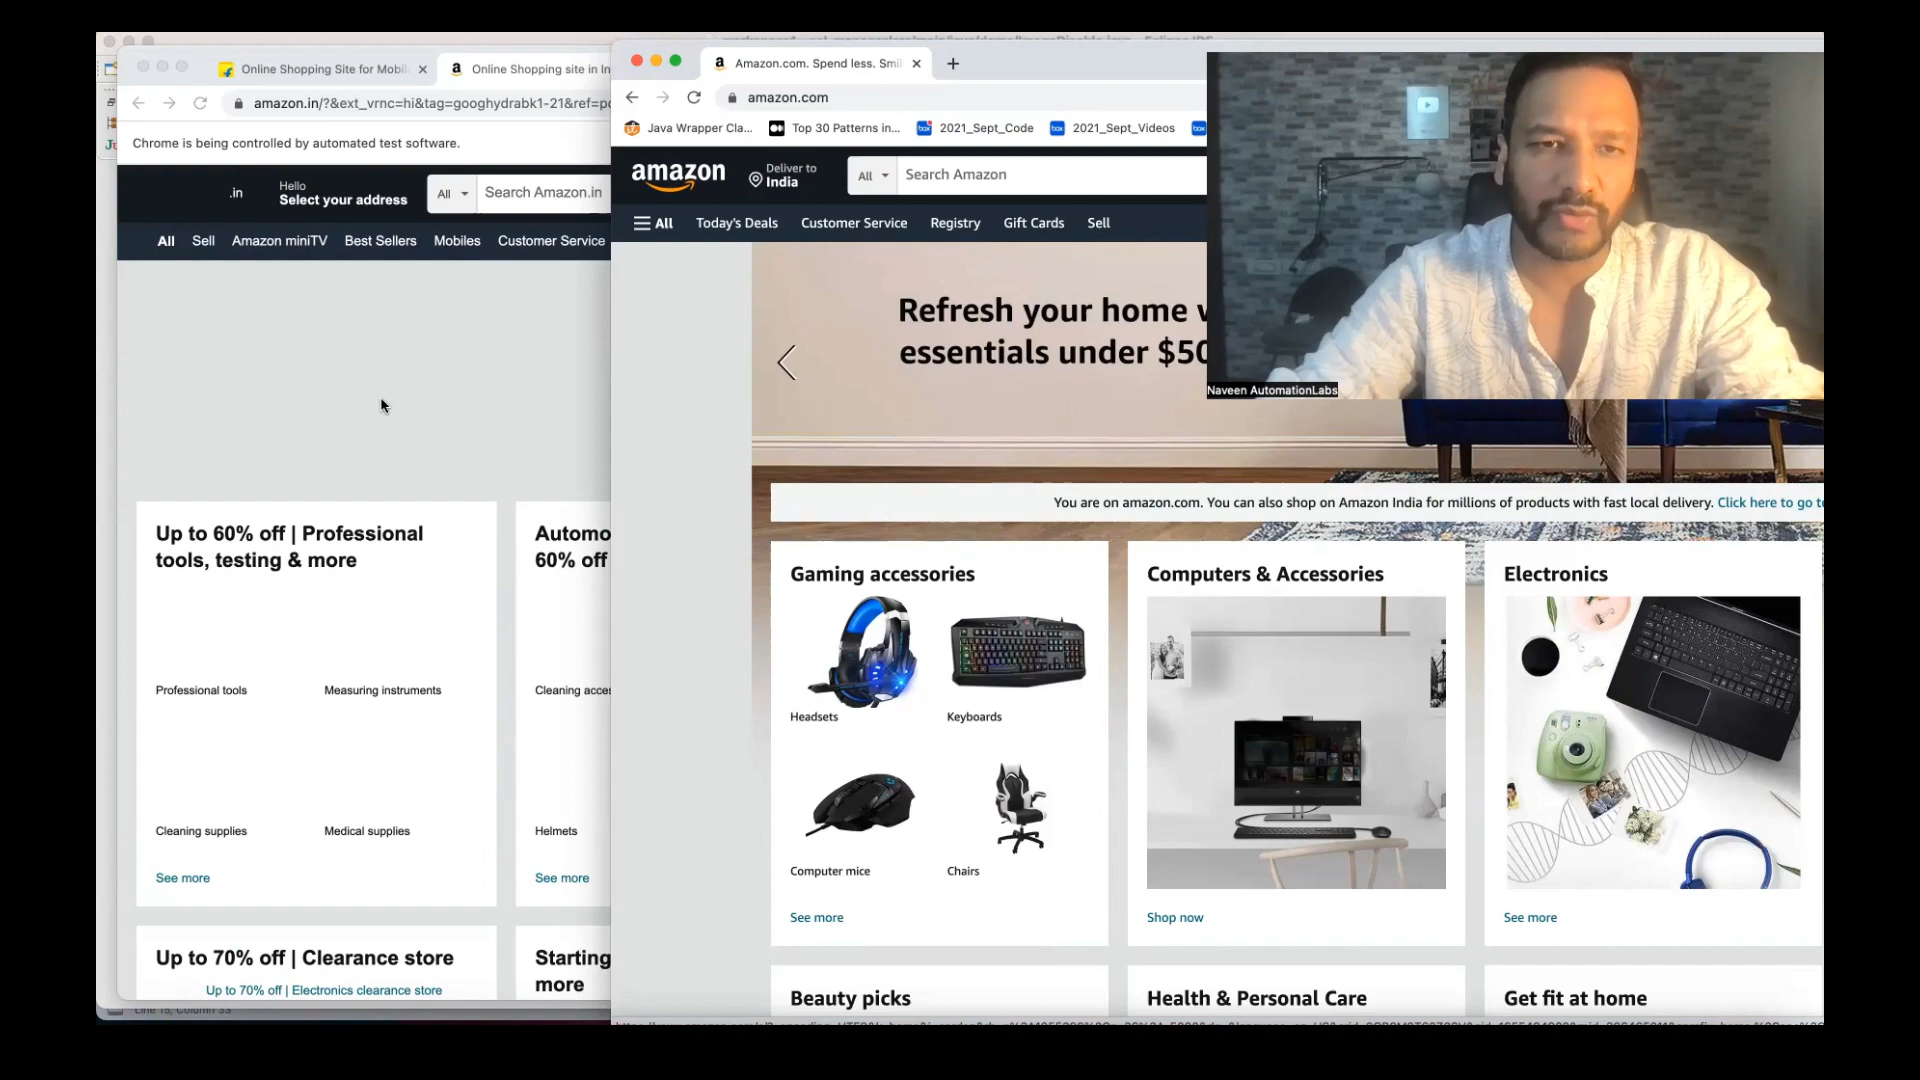 Online Shopping Site for Mobil
Online Shopping site in In
amazon.in/?&ext_vrnc=hi&tag=googhydrabk1-21&ref=pd
Chrome is being controlled by automated test software.
.in
Hello
Select your address
All
Search Amazon.in
All
Sell
Amazon miniTV
Best Sellers
Mobiles
Customer Service
Up to 60% off | Professional
tools, testing & more
Automo
60% off
Professional tools
Measuring instruments
Cleaning acces
Cleaning supplies
Medical supplies
Helmets
See more
See more
Up to 70% off | Clearance store
Up to 70% off | Electronics clearance store
Starting
more
Line 15, Column 33
Amazon.com. Spend less. Smil
amazon.com
Java Wrapper Cla...
Top 30 Patterns in...
2021_Sept_Code
2021_Sept_Videos
amazon
Deliver to
India
All
Search Amazon
All
Today's Deals
Customer Service
Registry
Gift Cards
Sell
Refresh your home
essentials under $50
Naveen AutomationLabs
You are on amazon.com. You can also shop on Amazon India for millions of products with fast local delivery. Click here to go to
Gaming accessories
Headsets
Keyboards
Computer mice
Chairs
See more
Computers & Accessories
Shop now
Electronics
See more
Beauty picks
Health & Personal Care
Get fit at home